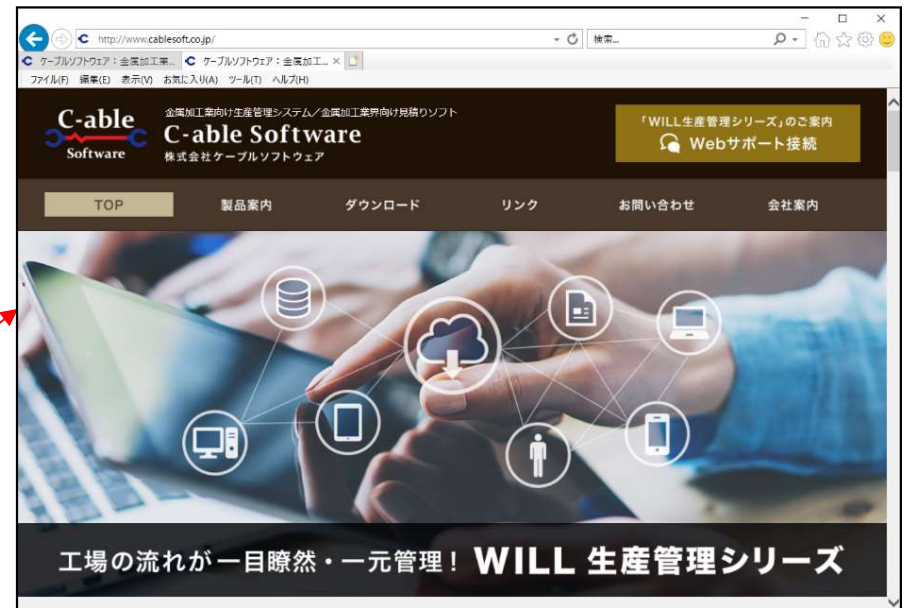 http://www.cablesoft.co.jp/
検索...
ケーブルソフトウェア：金属加工業...
ケーブルソフトウェア：金属加工...
ファイル(F) 編集(E) 表示(V) お気に入り(A) ツール(T) ヘルプ(H)
C-able
Software
金属加工業向け生産管理システム／金属加工業界向け見積りソフト
C-able Software
株式会社ケーブルソフトウェア
「WILL生産管理シリーズ」のご案内
Webサポート接続
TOP 製品案内 ダウンロード リンク お問い合わせ 会社案内
工場の流れが一目瞭然・一元管理！ WILL 生産管理シリーズ